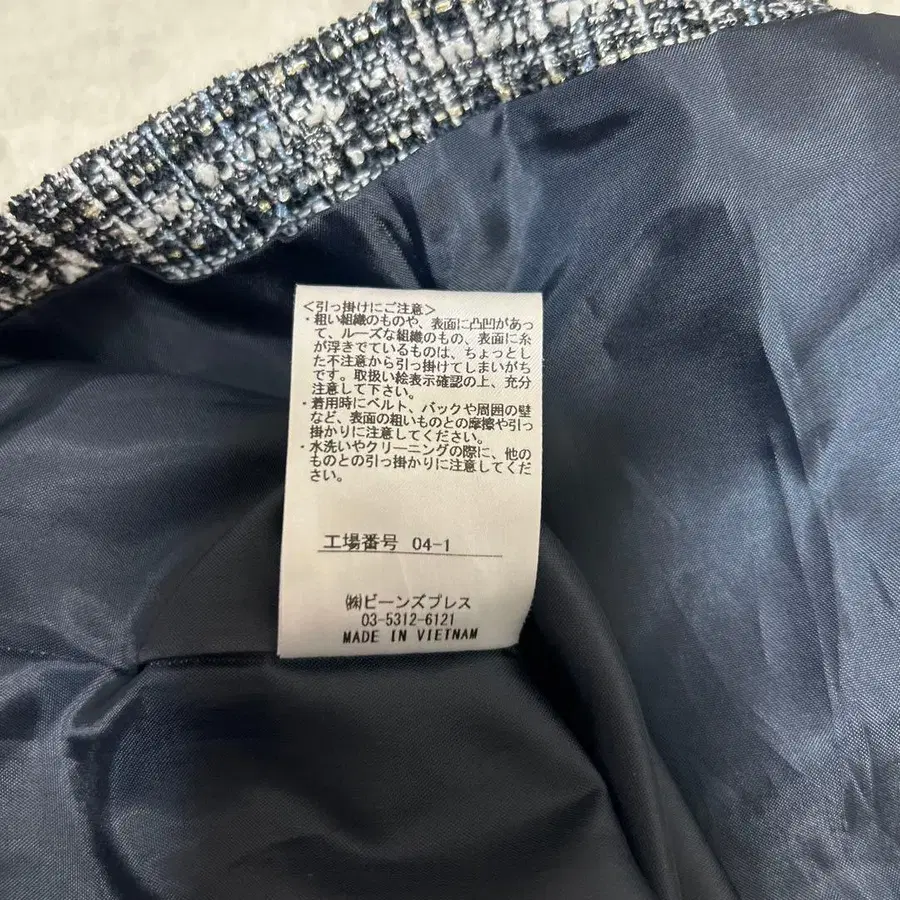 <引っ掛けにご注意>
・粗い組織のものや、表面に凸凹があっ
て、ルーズな組織のもの、表面に糸
が浮きでているものは、ちょっとし
た不注意から引っ掛けてしまいがち
です。取扱い絵表示確認の上、充分
注意して下さい。
・着用時にベルト、バックや周囲の壁
など、表面の粗いものとの摩擦や引っ
掛かりに注意してください。
・水洗いやクリーニングの際に、他の
ものとの引っ掛かりに注意してくだ
さい。
工場番号 04-1
㈱ビーンズプレス
03-5312-6121
MADE IN VIETNAM